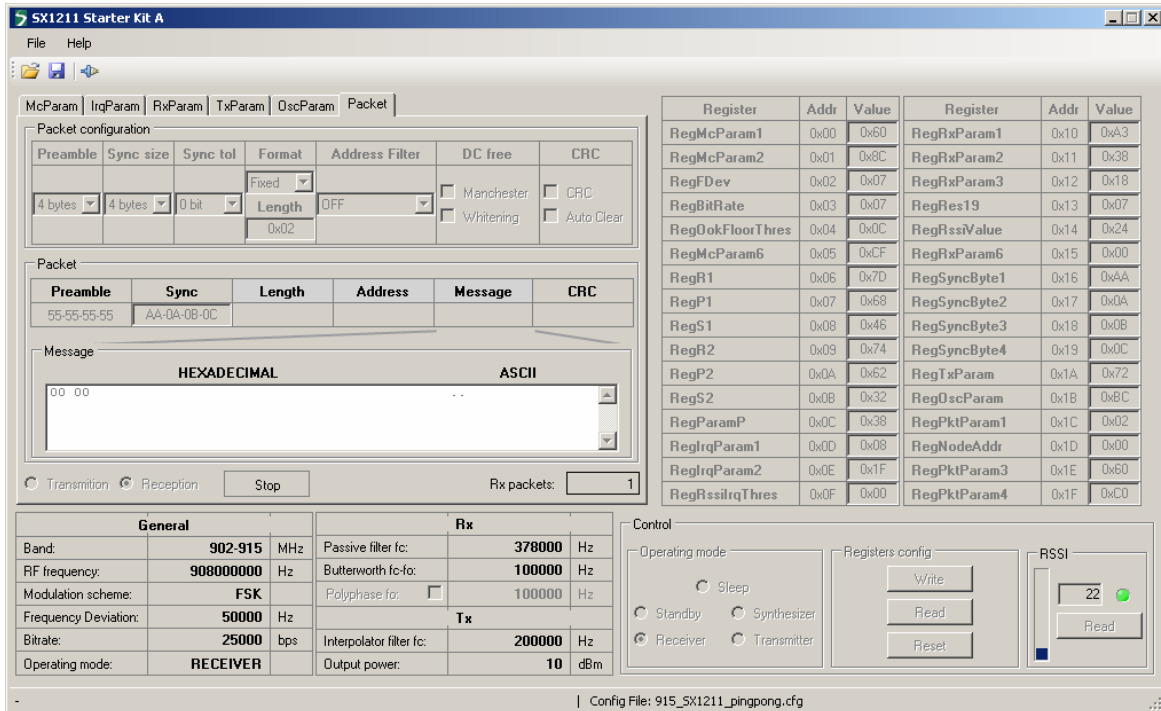 SX1211 Starter Kit A
File Help
McParam IrqParam RxParam TxParam OscParam Packet
Packet configuration
Preamble Sync size Sync tol Format Address Filter DC free CRC
4 bytes 4 bytes 0 bit Fixed OFF Manchester CRC
Length Whitening Auto Clear
0x02
Packet
Preamble Sync Length Address Message CRC
55-55-55-55 AA-0A-0B-0C
Message
HEXADECIMAL ASCII
00 00 ..
Transmition Reception Stop Rx packets: 1
Register Addr Value Register Addr Value
RegMcParam1 0x00 0x60 RegRxParam1 0x10 0xA3
RegMcParam2 0x01 0x8C RegRxParam2 0x11 0x38
RegFDev 0x02 0x07 RegRxParam3 0x12 0x18
RegBitRate 0x03 0x07 RegRes19 0x13 0x07
RegOokFloorThres 0x04 0x0C RegRssiValue 0x14 0x24
RegMcParam6 0x05 0xCF RegRxParam6 0x15 0x00
RegR1 0x06 0x7D RegSyncByte1 0x16 0xAA
RegP1 0x07 0x68 RegSyncByte2 0x17 0x0A
RegS1 0x08 0x46 RegSyncByte3 0x18 0x0B
RegR2 0x09 0x74 RegSyncByte4 0x19 0x0C
RegP2 0x0A 0x62 RegTxParam 0x1A 0x72
RegS2 0x0B 0x32 RegOscParam 0x1B 0xBC
RegParamP 0x0C 0x38 RegPktParam1 0x1C 0x02
RegIrqParam1 0x0D 0x08 RegNodeAddr 0x1D 0x00
RegIrqParam2 0x0E 0x1F RegPktParam3 0x1E 0x60
RegRssiIrqThres 0x0F 0x00 RegPktParam4 0x1F 0xC0
General Rx
Band: 902-915 MHz Passive filter fc: 378000 Hz
RF frequency: 908000000 Hz Butterworth fc-fo: 100000 Hz
Modulation scheme: FSK Polyphase fo: 100000 Hz
Frequency Deviation: 50000 Hz Tx
Bitrate: 25000 bps Interpolator filter fc: 200000 Hz
Operating mode: RECEIVER Output power: 10 dBm
Control
Operating mode Registers config RSSI
Sleep Write 22
Standby Synthesizer Read Read
Receiver Transmitter Reset
- Config File: 915_SX1211_pingpong.cfg